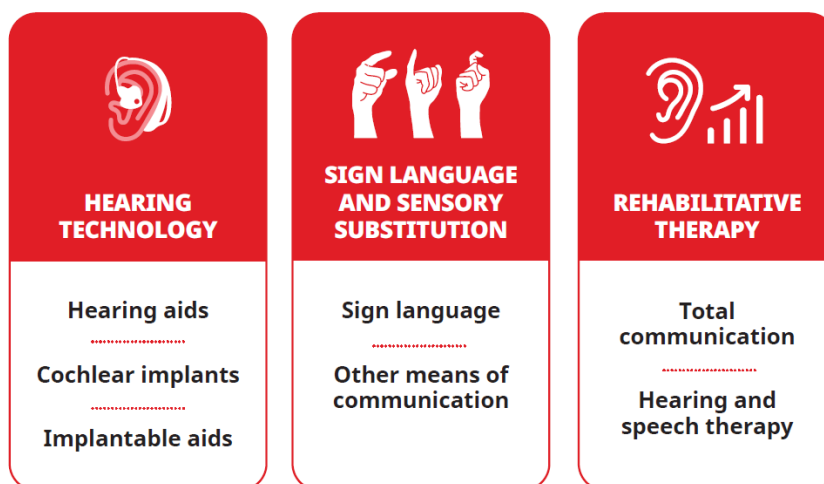 HEARING
TECHNOLOGY
Hearing aids
Cochlear implants
Implantable aids
SIGN LANGUAGE
AND SENSORY
SUBSTITUTION
Sign language
Other means of
communication
REHABILITATIVE
THERAPY
Total
communication
Hearing and
speech therapy